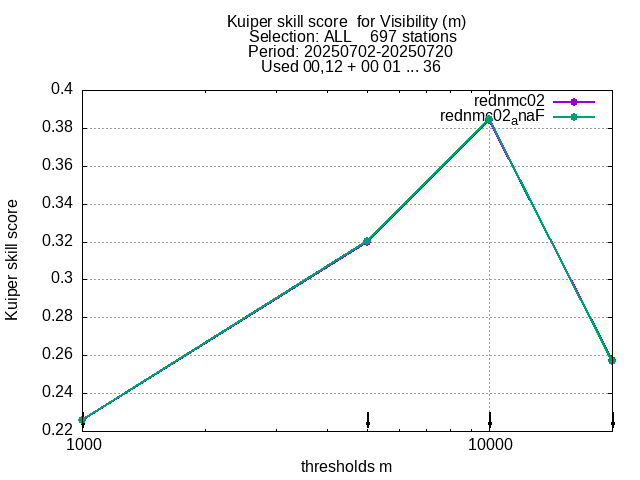 Kuiper skill score  for Visibility (m)
Selection: ALL    697 stations
Period: 20250702-20250720
Used 00,12 + 00 01 ... 36
rednmc02
rednmc02anaF
0.4
0.38
0.36
0.34
0.32
0.3
0.28
0.26
0.24
0.22
Kuiper skill score
1000
10000
thresholds m